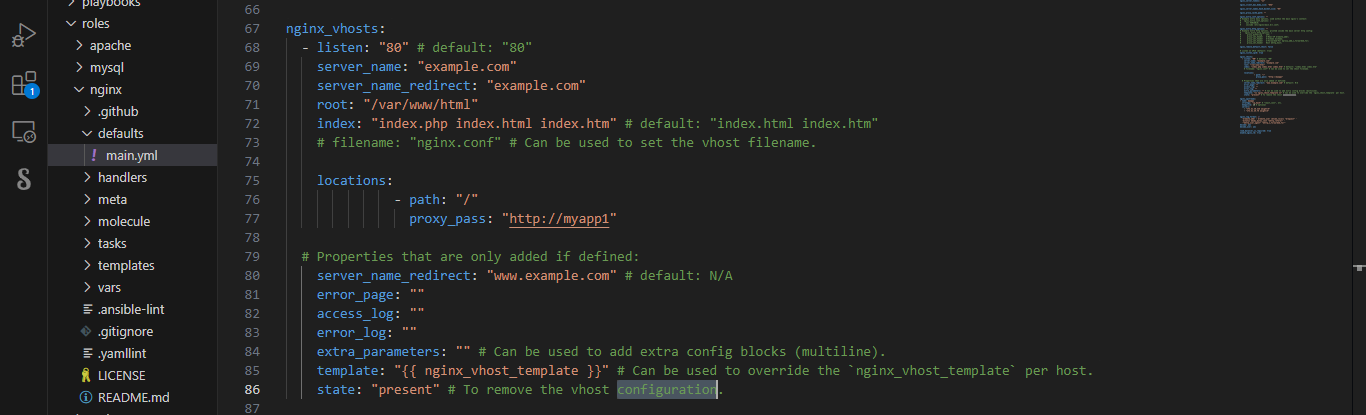 playbooks
roles
apache
mysql
nginx
.github
defaults
! main.yml
handlers
meta
molecule
tasks
templates
vars
.ansible-lint
.gitignore
.yamllint
LICENSE
README.md
1
66
67 nginx_vhosts:
68 - listen: "80" # default: "80"
69 server_name: "example.com"
70 server_name_redirect: "example.com"
71 root: "/var/www/html"
72 index: "index.php index.html index.htm" # default: "index.html index.htm"
73 # filename: "nginx.conf" # Can be used to set the vhost filename.
74
75 locations:
76 - path: "/"
77 proxy_pass: "http://myapp1"
78
79 # Properties that are only added if defined:
80 server_name_redirect: "www.example.com" # default: N/A
81 error_page: ""
82 access_log: ""
83 error_log: ""
84 extra_parameters: "" # Can be used to add extra config blocks (multiline).
85 template: "{{ nginx_vhost_template }}" # Can be used to override the `nginx_vhost_template` per host.
86 state: "present" # To remove the vhost configuration.
87